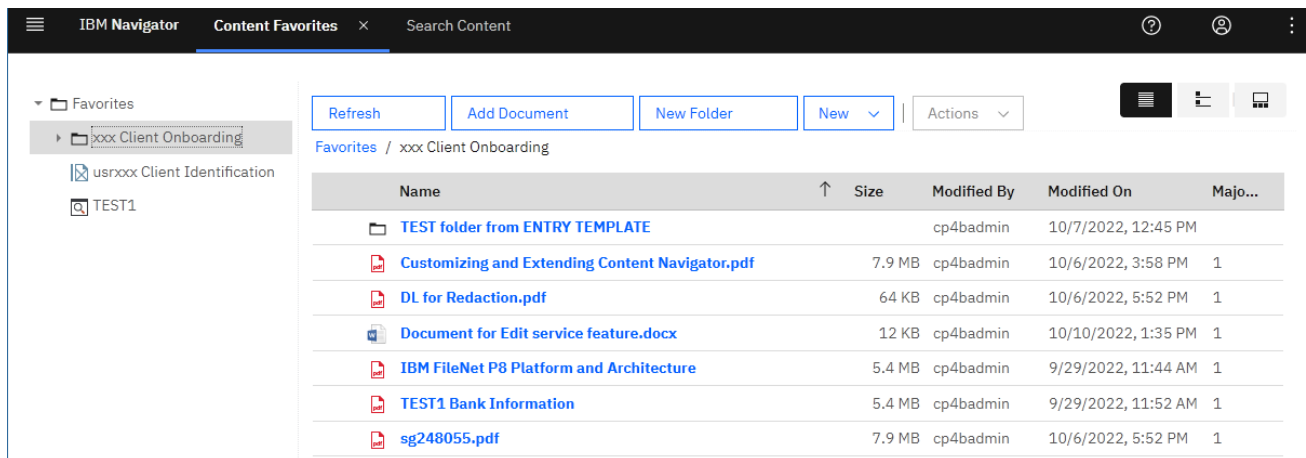 IBM Navigator Content Favorites × Search Content
Favorites
xxx Client Onboarding
usrxxx Client Identification
TEST1
Refresh Add Document New Folder New Actions
Favorites / xxx Client Onboarding
Name ↑ Size Modified By Modified On Majo...
TEST folder from ENTRY TEMPLATE cp4badmin 10/7/2022, 12:45 PM
Customizing and Extending Content Navigator.pdf 7.9 MB cp4badmin 10/6/2022, 3:58 PM 1
DL for Redaction.pdf 64 KB cp4badmin 10/6/2022, 5:52 PM 1
Document for Edit service feature.docx 12 KB cp4badmin 10/10/2022, 1:35 PM 1
IBM FileNet P8 Platform and Architecture 5.4 MB cp4badmin 9/29/2022, 11:44 AM 1
TEST1 Bank Information 5.4 MB cp4badmin 9/29/2022, 11:52 AM 1
sg248055.pdf 7.9 MB cp4badmin 10/6/2022, 5:52 PM 1